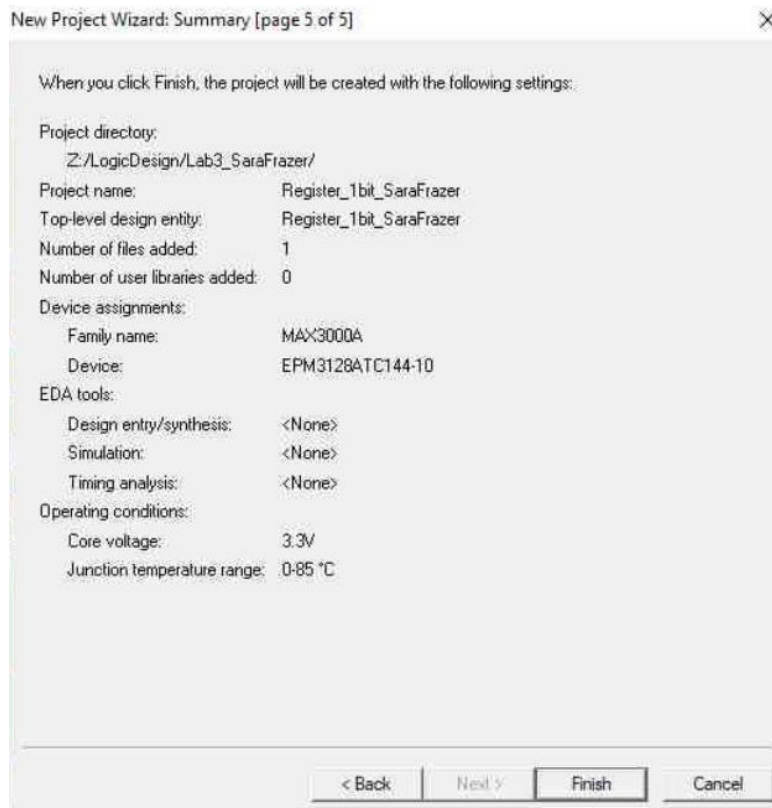 New Project Wizard: Summary [page 5 of 5]
When you click Finish, the project will be created with the following settings:
Project directory:
Z:/LogicDesign/Lab3_SaraFrazer/
Project name: Register_1bit_SaraFrazer
Top-level design entity: Register_1bit_SaraFrazer
Number of files added: 1
Number of user libraries added: 0
Device assignments:
Family name: MAX3000A
Device: EPM3128ATC144-10
EDA tools:
Design entry/synthesis: <None>
Simulation: <None>
Timing analysis: <None>
Operating conditions:
Core voltage: 3.3V
Junction temperature range: 0-85 °C
< Back Next > Finish Cancel